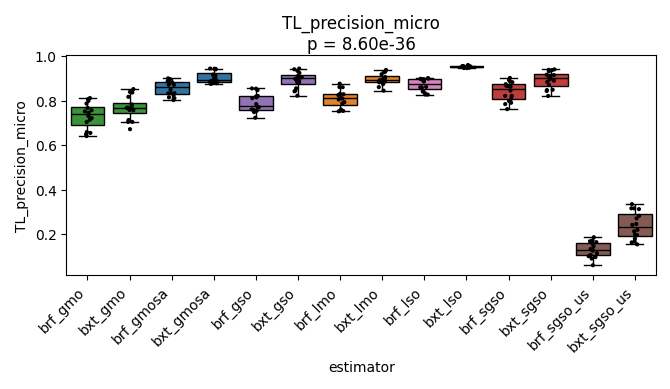 TL_precision_micro
p = 8.60e-36
TL_precision_micro
1.0
0.8
0.6
0.4
0.2
brf_gmo
bxt_gmo
brf_gmosa
bxt_gmosa
brf_gso
bxt_gso
brf_lmo
bxt_lmo
brf_lso
bxt_lso
brf_sgso
bxt_sgso
brf_sgso_us
bxt_sgso_us
estimator